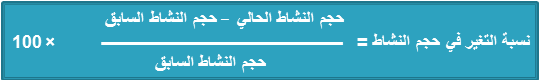 حجم النشاط الحالي – حجم النشاط السابق
نسبة التغير في حجم النشاط = × 100
حجم النشاط السابق